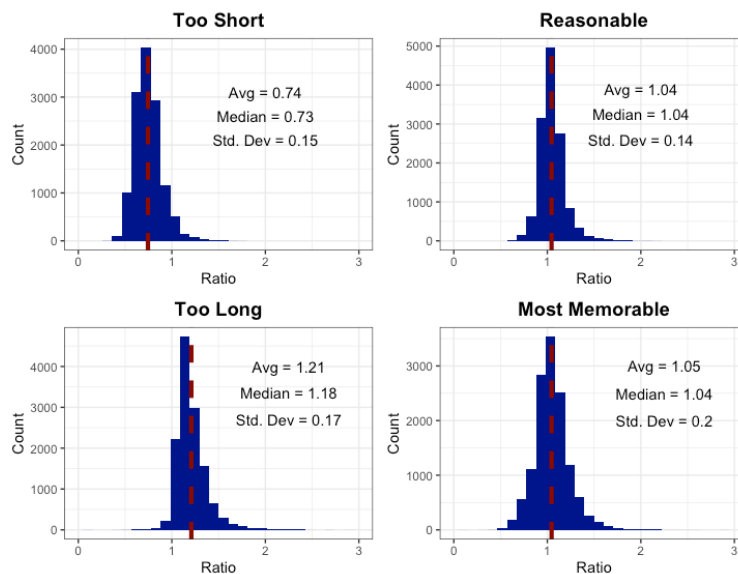 Too Short
4000
3000
2000
1000
0
Count
Avg = 0.74
Median = 0.73
Std. Dev = 0.15
0 1 2 3
Ratio
Reasonable
5000
4000
3000
2000
1000
0
Count
Avg = 1.04
Median = 1.04
Std. Dev = 0.14
0 1 2 3
Ratio
Too Long
4000
3000
2000
1000
0
Count
Avg = 1.21
Median = 1.18
Std. Dev = 0.17
0 1 2 3
Ratio
Most Memorable
3000
2000
1000
0
Count
Avg = 1.05
Median = 1.04
Std. Dev = 0.2
0 1 2 3
Ratio